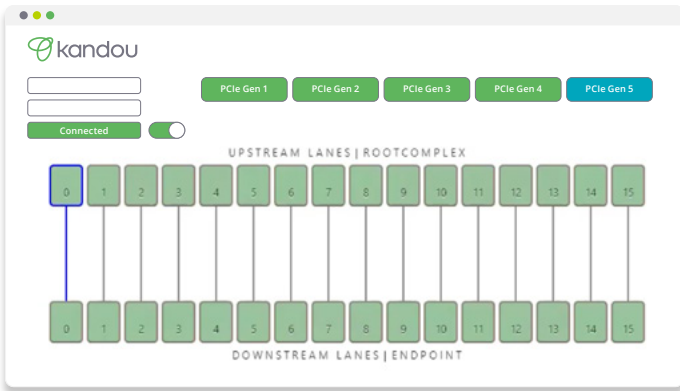 kandou
PCIe Gen 1 PCIe Gen 2 PCIe Gen 3 PCIe Gen 4 PCIe Gen 5
Connected
UPSTREAM LANES|ROOTCOMPLEX
0 1 2 3 4 5 6 7 8 9 10 11 12 13 14 15
0 1 2 3 4 5 6 7 8 9 10 11 12 13 14 15
DOWNSTREAM LANES|ENDPOINT